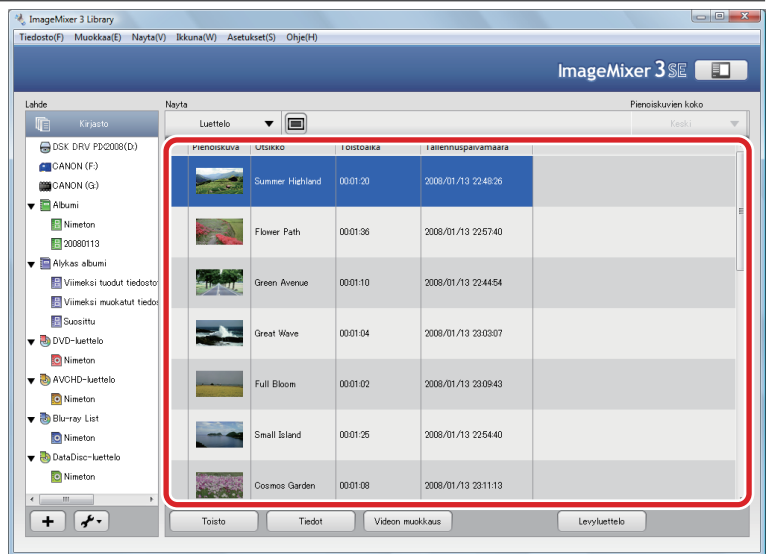 ImageMixer 3 Library
Tiedosto(F) Muokkaa(E) Nayta(V) Ikkuna(W) Asetukset(S) Ohje(H)
ImageMixer 3 SE
Lahde
Nayta
Pienoiskuvien koko
Kirjasto
Luettelo
Keski
DSK DRV PIX2008(D:)
CANON (F:)
CANON (G:)
Albumi
Nimeton
20080113
Alykas albumi
Viimeksi tuodut tiedosto
Viimeksi muokatut tiedos
Suosittu
DVD-luettelo
Nimeton
AVCHD-luettelo
Nimeton
Blu-ray List
Nimeton
DataDisc-luettelo
Nimeton
Pienoiskuva Otsikko Toistoaika Tallennuspaivamaara
Summer Highland 00:01:20 2008/01/13 22:48:26
Flower Path 00:01:36 2008/01/13 22:57:40
Green Avenue 00:01:10 2008/01/13 22:44:54
Great Wave 00:01:04 2008/01/13 23:03:07
Full Bloom 00:01:02 2008/01/13 23:09:43
Small Island 00:01:25 2008/01/13 22:54:40
Cosmos Garden 00:01:08 2008/01/13 23:11:13
Toisto Tiedot Videon muokkaus Levyluettelo